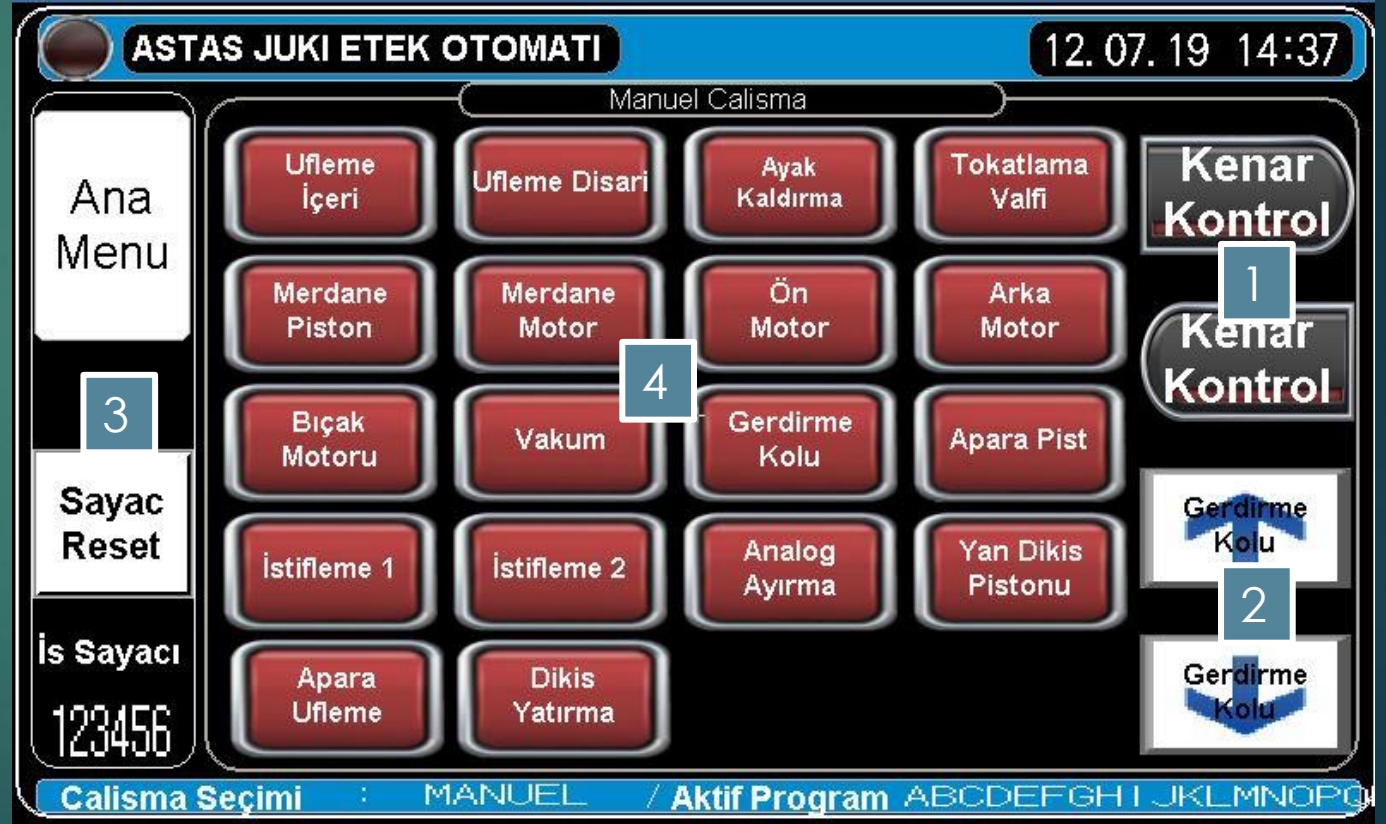 ASTAS JUKI ETEK OTOMATI
12. 07. 19 14:37
Manuel Calisma
Ana
Menu
3
Sayac
Reset
İs Sayacı
123456
Ufleme
İçeri
Ufleme Disari
Ayak
Kaldırma
Tokatlama
Valfi
Merdane
Piston
Merdane
Motor
Ön
Motor
Arka
Motor
4
Bıçak
Motoru
Vakum
Gerdirme
Kolu
Apara Pist
İstifleme 1
İstifleme 2
Analog
Ayırma
Yan Dikis
Pistonu
Apara
Ufleme
Dikis
Yatırma
Kenar
Kontrol
1
Kenar
Kontrol
Gerdirme
Kolu
2
Gerdirme
Kolu
Calisma Seçimi : MANUEL / Aktif Program ABCDEFGHIJKLMNOPQ